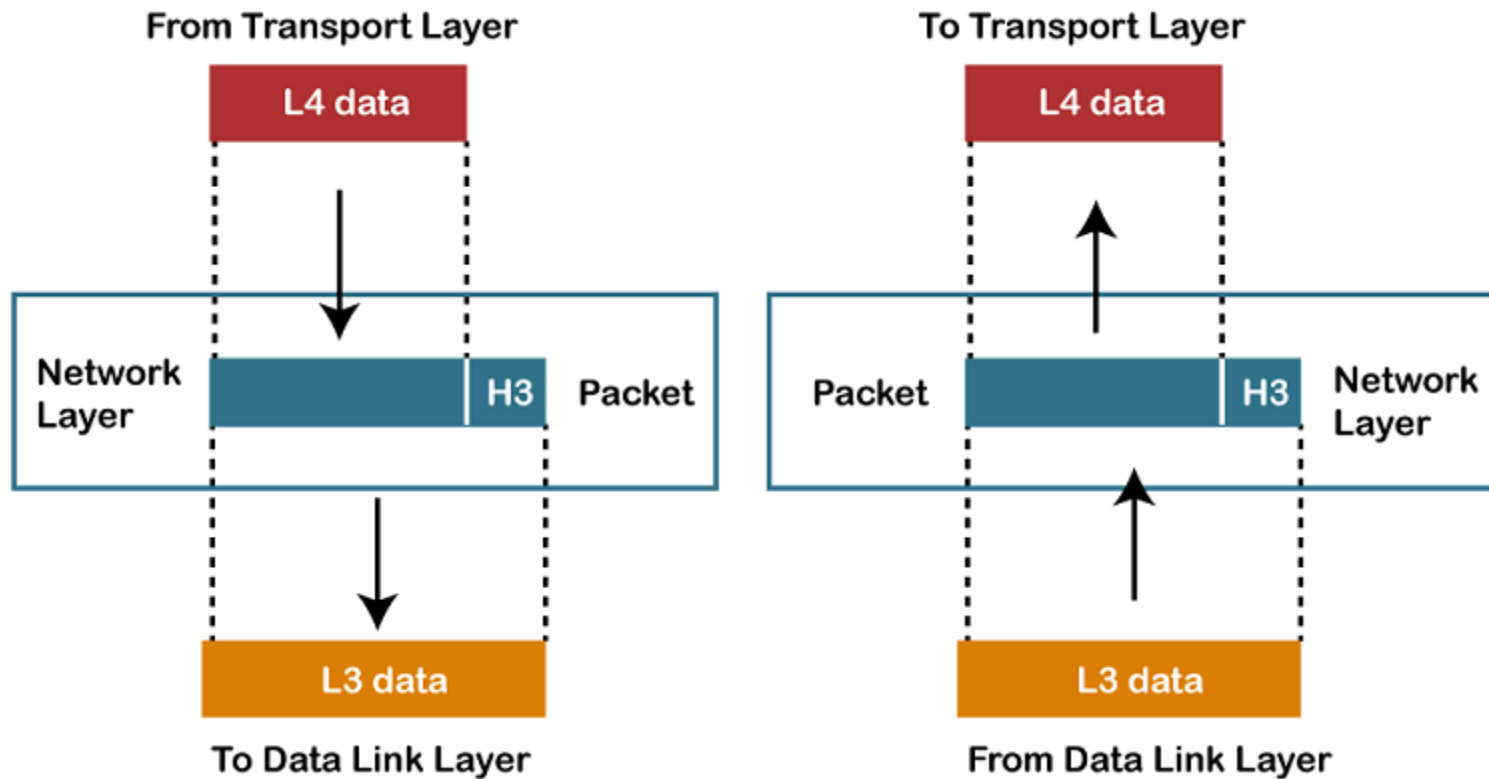 From Transport Layer
L4 data
Network
Layer
H3
Packet
L3 data
To Data Link Layer
To Transport Layer
L4 data
Packet
H3
Network
Layer
L3 data
From Data Link Layer